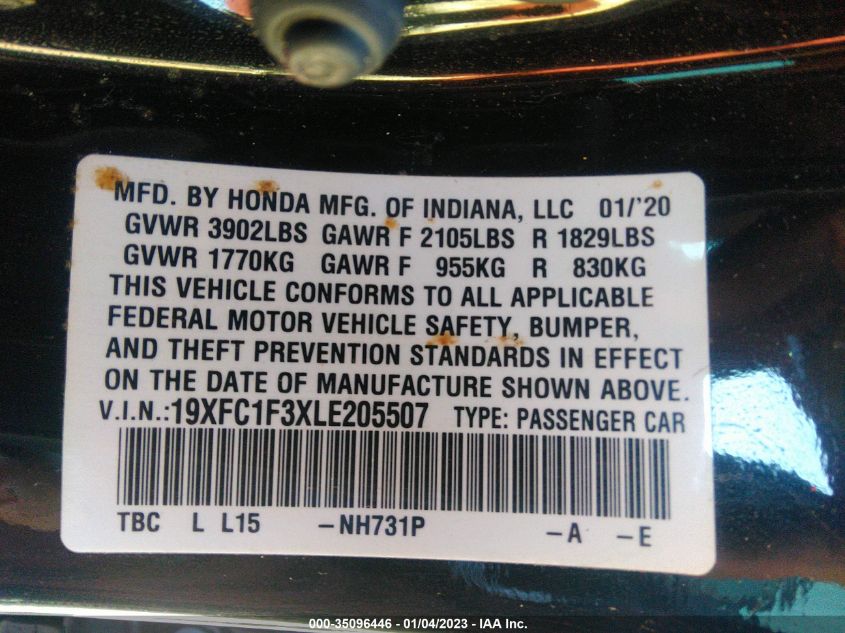 MFD. BY HONDA MFG. OF INDIANA, LLC 01/'20
GVWR 3902LBS GAWR F 2105LBS R 1829LBS
GVWR 1770KG GAWR F 955KG R 830KG
THIS VEHICLE CONFORMS TO ALL APPLICABLE
FEDERAL MOTOR VEHICLE SAFETY, BUMPER,
AND THEFT PREVENTION STANDARDS IN EFFECT
ON THE DATE OF MANUFACTURE SHOWN ABOVE.
V.I.N.:19XFC1F3XLE205507 TYPE: PASSENGER CAR
TBC L L15 –NH731P –A –E
000-35096446 - 01/04/2023 - IAA Inc.